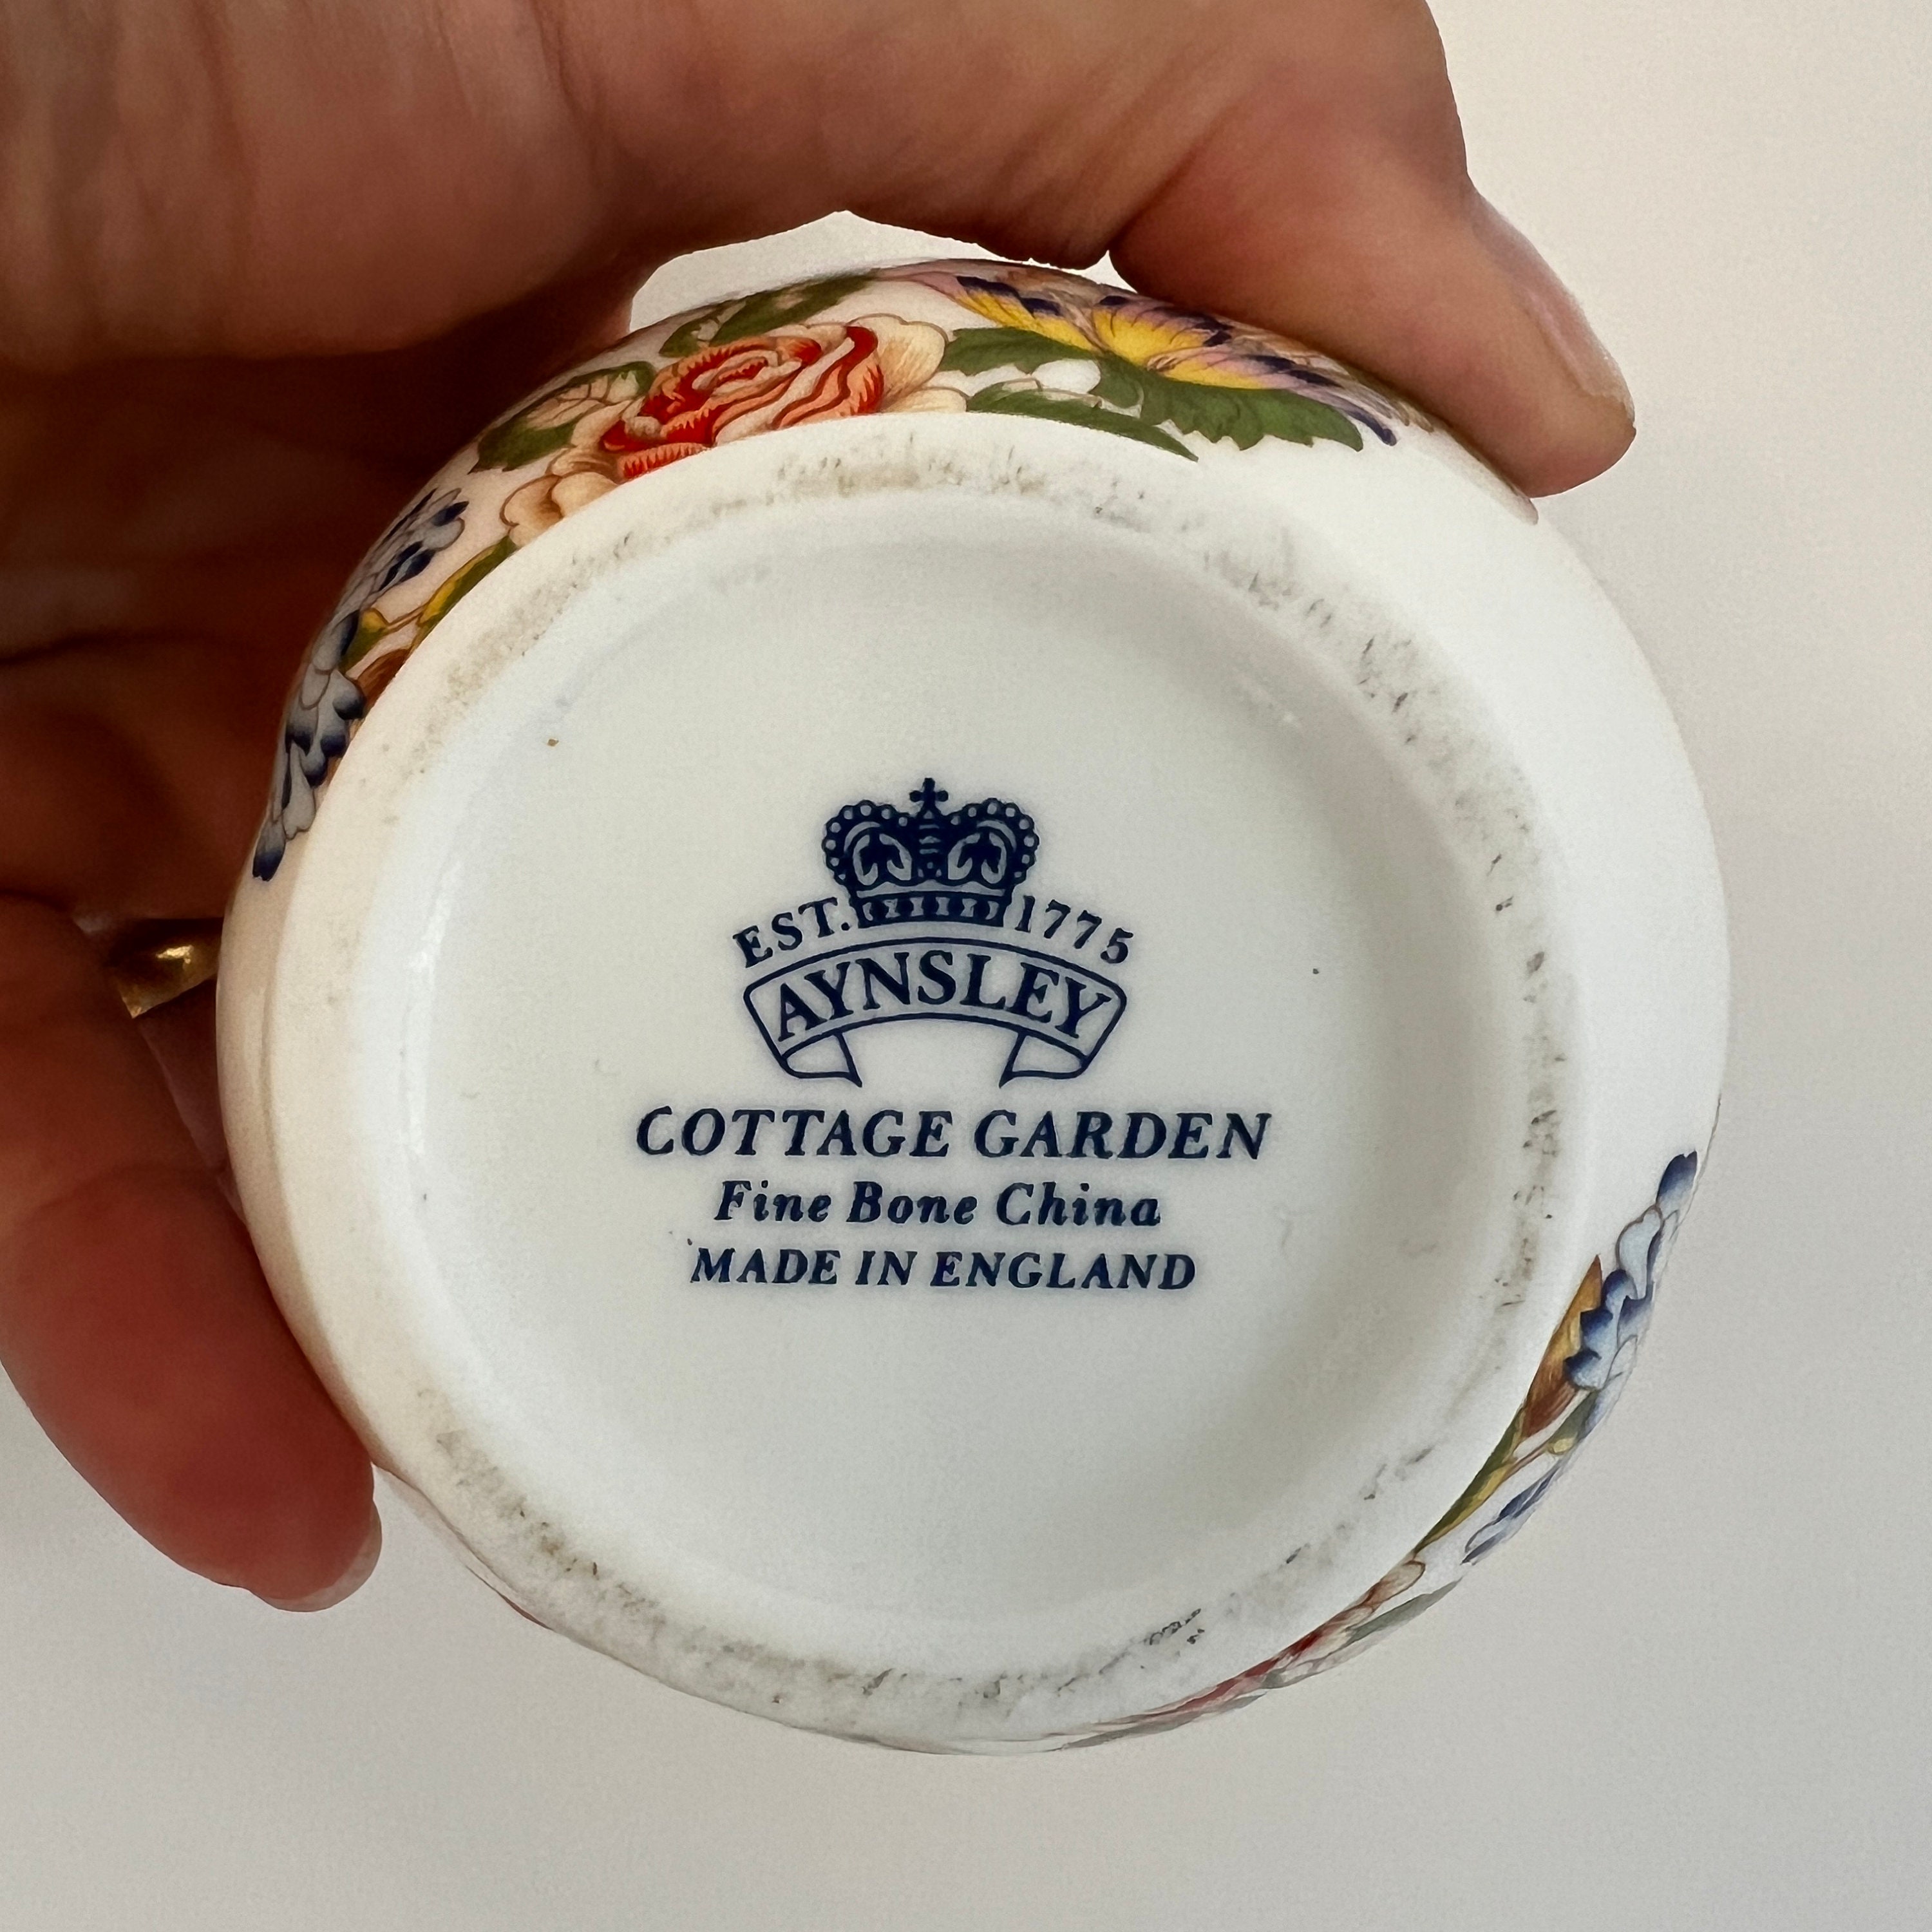 EST. 1775
AYNSLEY
COTTAGE GARDEN
Fine Bone China
MADE IN ENGLAND